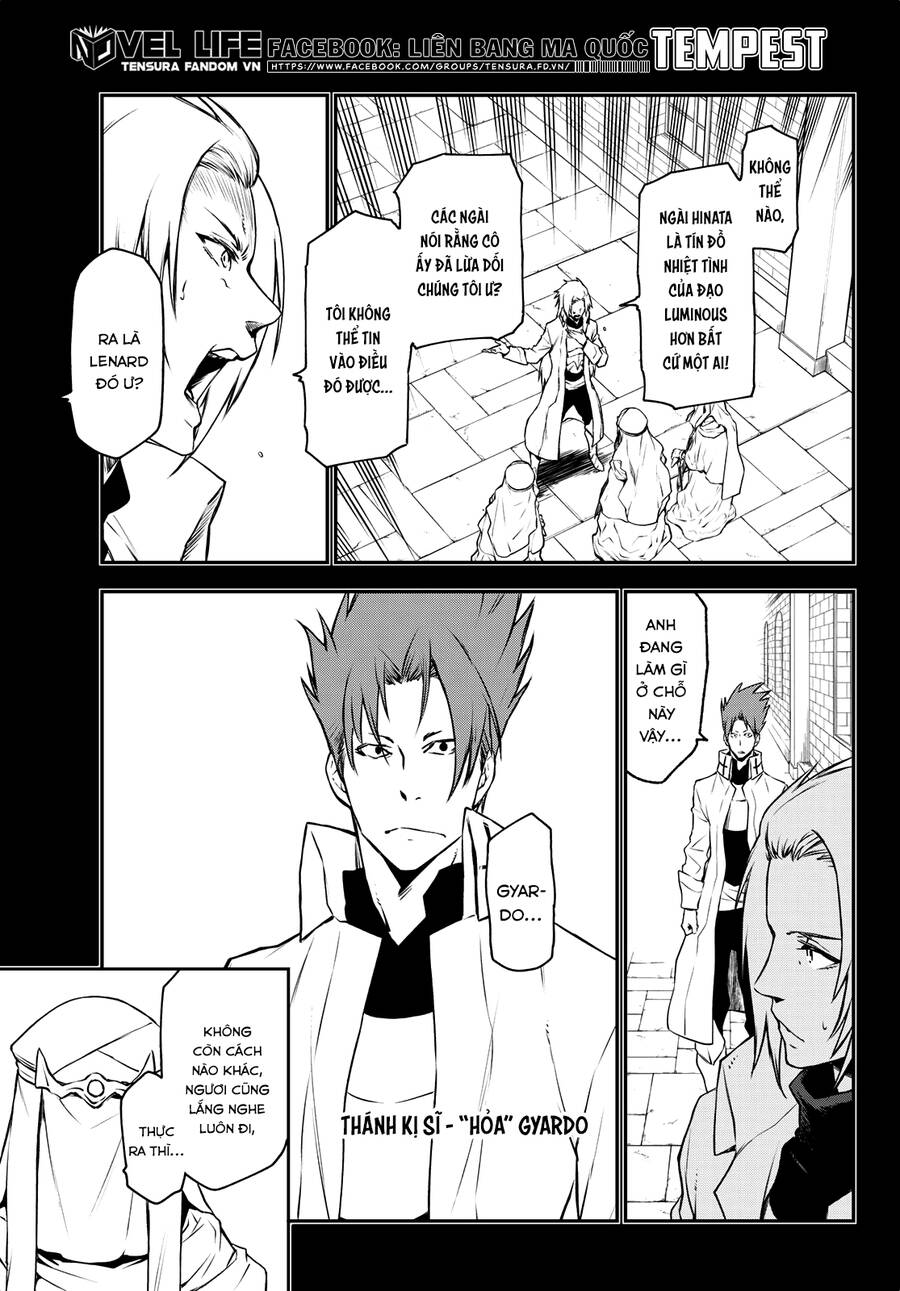 NOVEL LIFE
TENSURA FANDOM VN
FACEBOOK: LIÊN BANG MA QUỐC
HTTPS://WWW.FACEBOOK.COM/GROUPS/TENSURA.FD.VN/
TEMPEST
KHÔNG
THỂ
NÀO,
NGÀI HINATA
LÀ TÍN ĐỒ
NHIỆT TÌNH
CỦA ĐẠO
LUMINOUS
HƠN BẤT
CỨ MỘT AI!
CÁC NGÀI
NÓI RẰNG CÔ
ẤY ĐÃ LỪA DỐI
CHÚNG TÔI Ư?
TÔI KHÔNG
THỂ TIN
VÀO ĐIỀU
ĐÓ ĐƯỢC...
RA LÀ
LENARD
ĐÓ Ư?
ANH
ĐANG
LÀM GÌ
Ở CHỖ
NÀY
VẬY...
GYAR-
DO...
THÁNH KỊ SĨ - "HỎA" GYARDO
KHÔNG
CÒN CÁCH
NÀO KHÁC,
NGƯƠI CŨNG
LẮNG NGHE
LUÔN ĐI,
THỰC
RA THÌ...